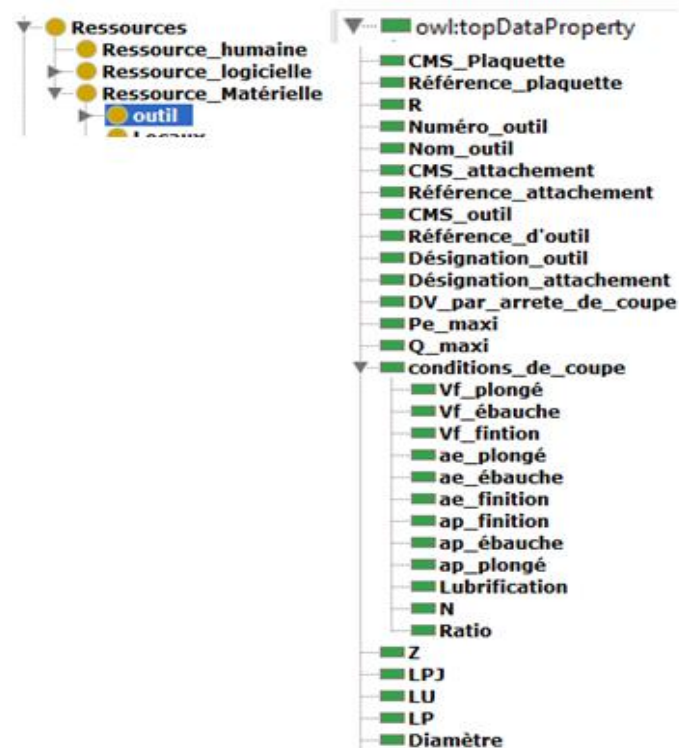 Ressources
Ressource_humaine
Ressource_logicielle
Ressource_Matérielle
outil
Locaux
owl:topDataProperty
CMS_Plaquette
Référence_plaquette
R
Numéro_outil
Nom_outil
CMS_attachement
Référence_attachement
CMS_outil
Référence_d'outil
Désignation_outil
Désignation_attachement
DV_par_arrete_de_coupe
Pe_maxi
Q_maxi
conditions_de_coupe
Vf_plongé
Vf_ébauche
Vf_fintion
ae_plongé
ae_ébauche
ae_finition
ap_finition
ap_ébauche
ap_plongé
Lubrification
N
Ratio
Z
LPJ
LU
LP
Diamètre